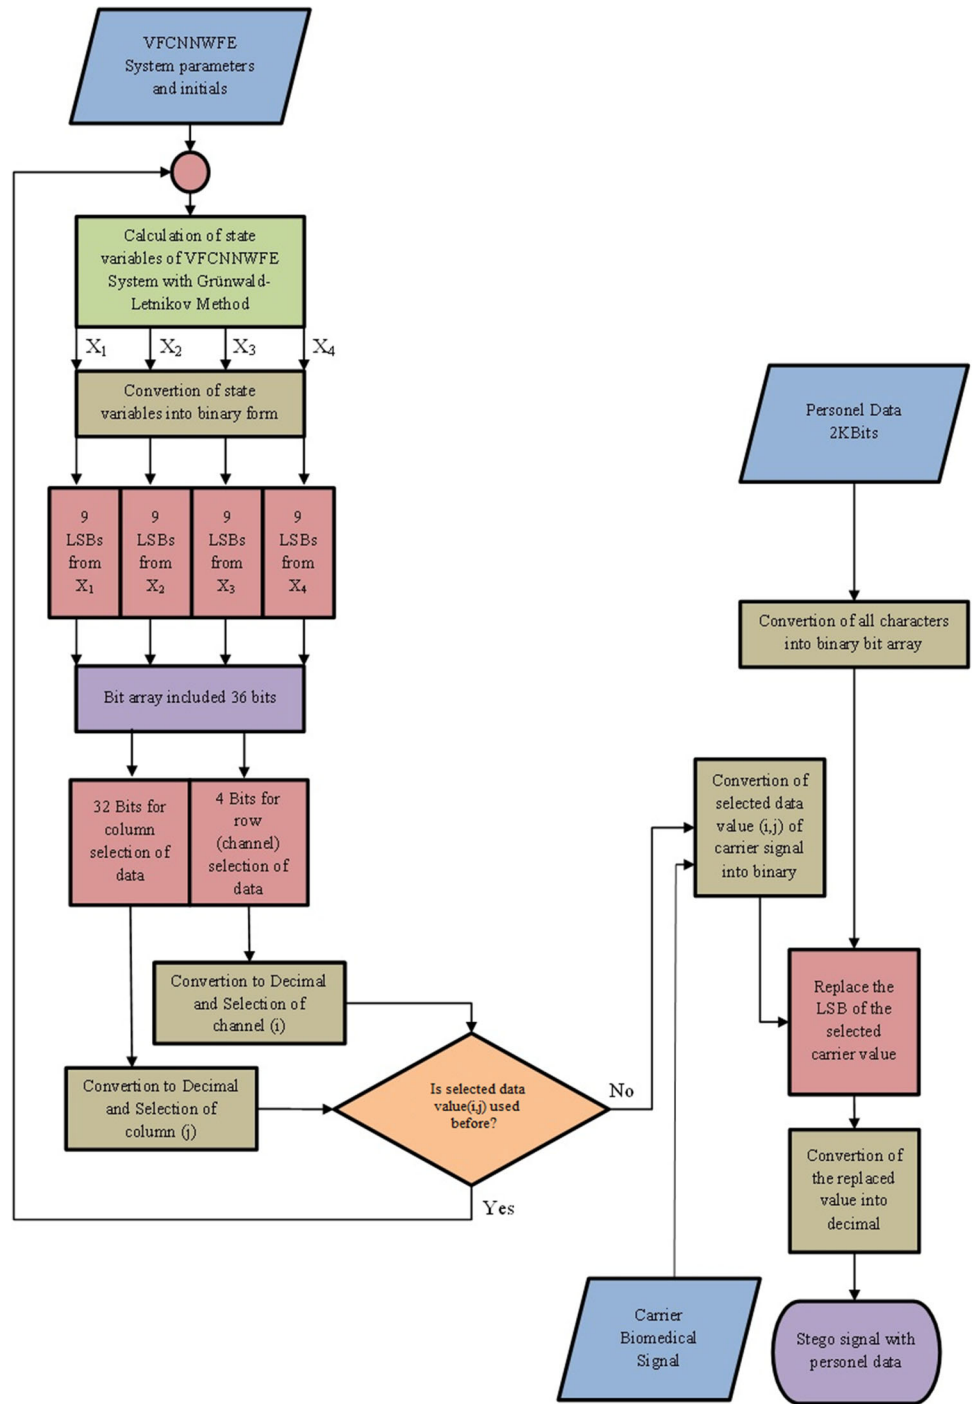 VFCNNWFE
System parameters
and initials
Calculation of state
variables of VFCNNWFE
System with Grünwald-
Letnikov Method
X₁
X₂
X₃
X₄
Convertion of state
variables into binary form
9
LSBs
from
X₁
9
LSBs
from
X₂
9
LSBs
from
X₃
9
LSBs
from
X₄
Bit array included 36 bits
32 Bits for
column
selection of
data
4 Bits for
row
(channel)
selection of
data
Convertion to Decimal
and Selection of
channel (i)
Convertion to Decimal
and Selection of
column (j)
Is selected data
value(i,j) used
before?
No
Yes
Personel Data
2KBits
Convertion of all characters
into binary bit array
Convertion of
selected data
value (i,j) of
carrier signal
into binary
Carrier
Biomedical
Signal
Replace the
LSB of the
selected
carrier value
Convertion of
the replaced
value into
decimal
Stego signal with
personel data